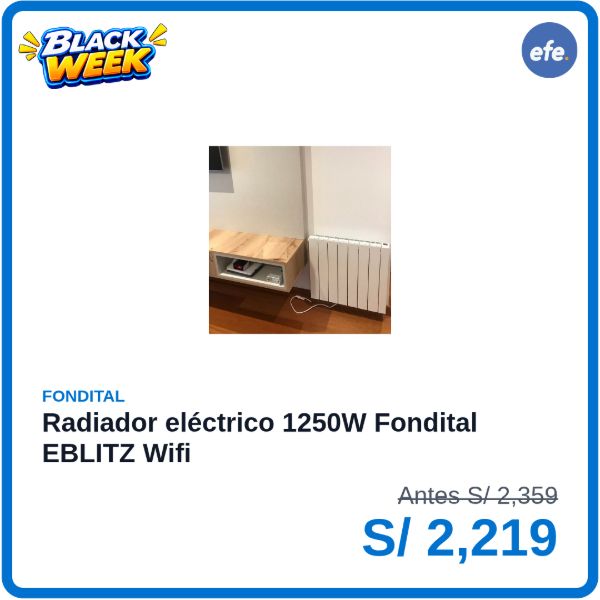 BLACK
WEEK
efe.
FONDITAL
Radiador eléctrico 1250W Fondital
EBLITZ Wifi
Antes S/ 2,359
S/ 2,219